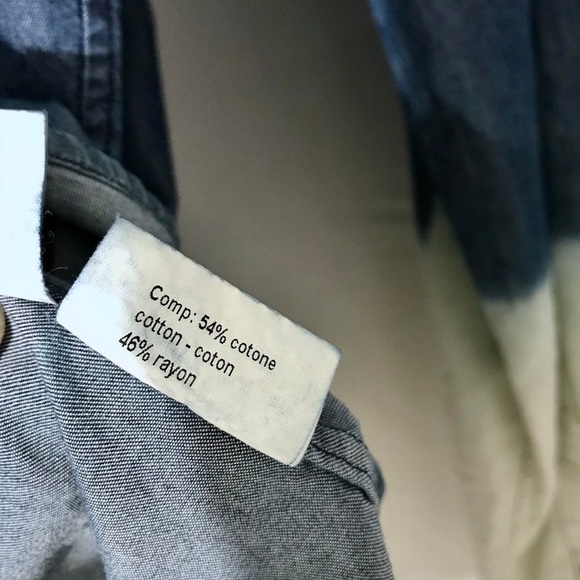 Comp: 54% cotone
cotton - coton
46% rayon